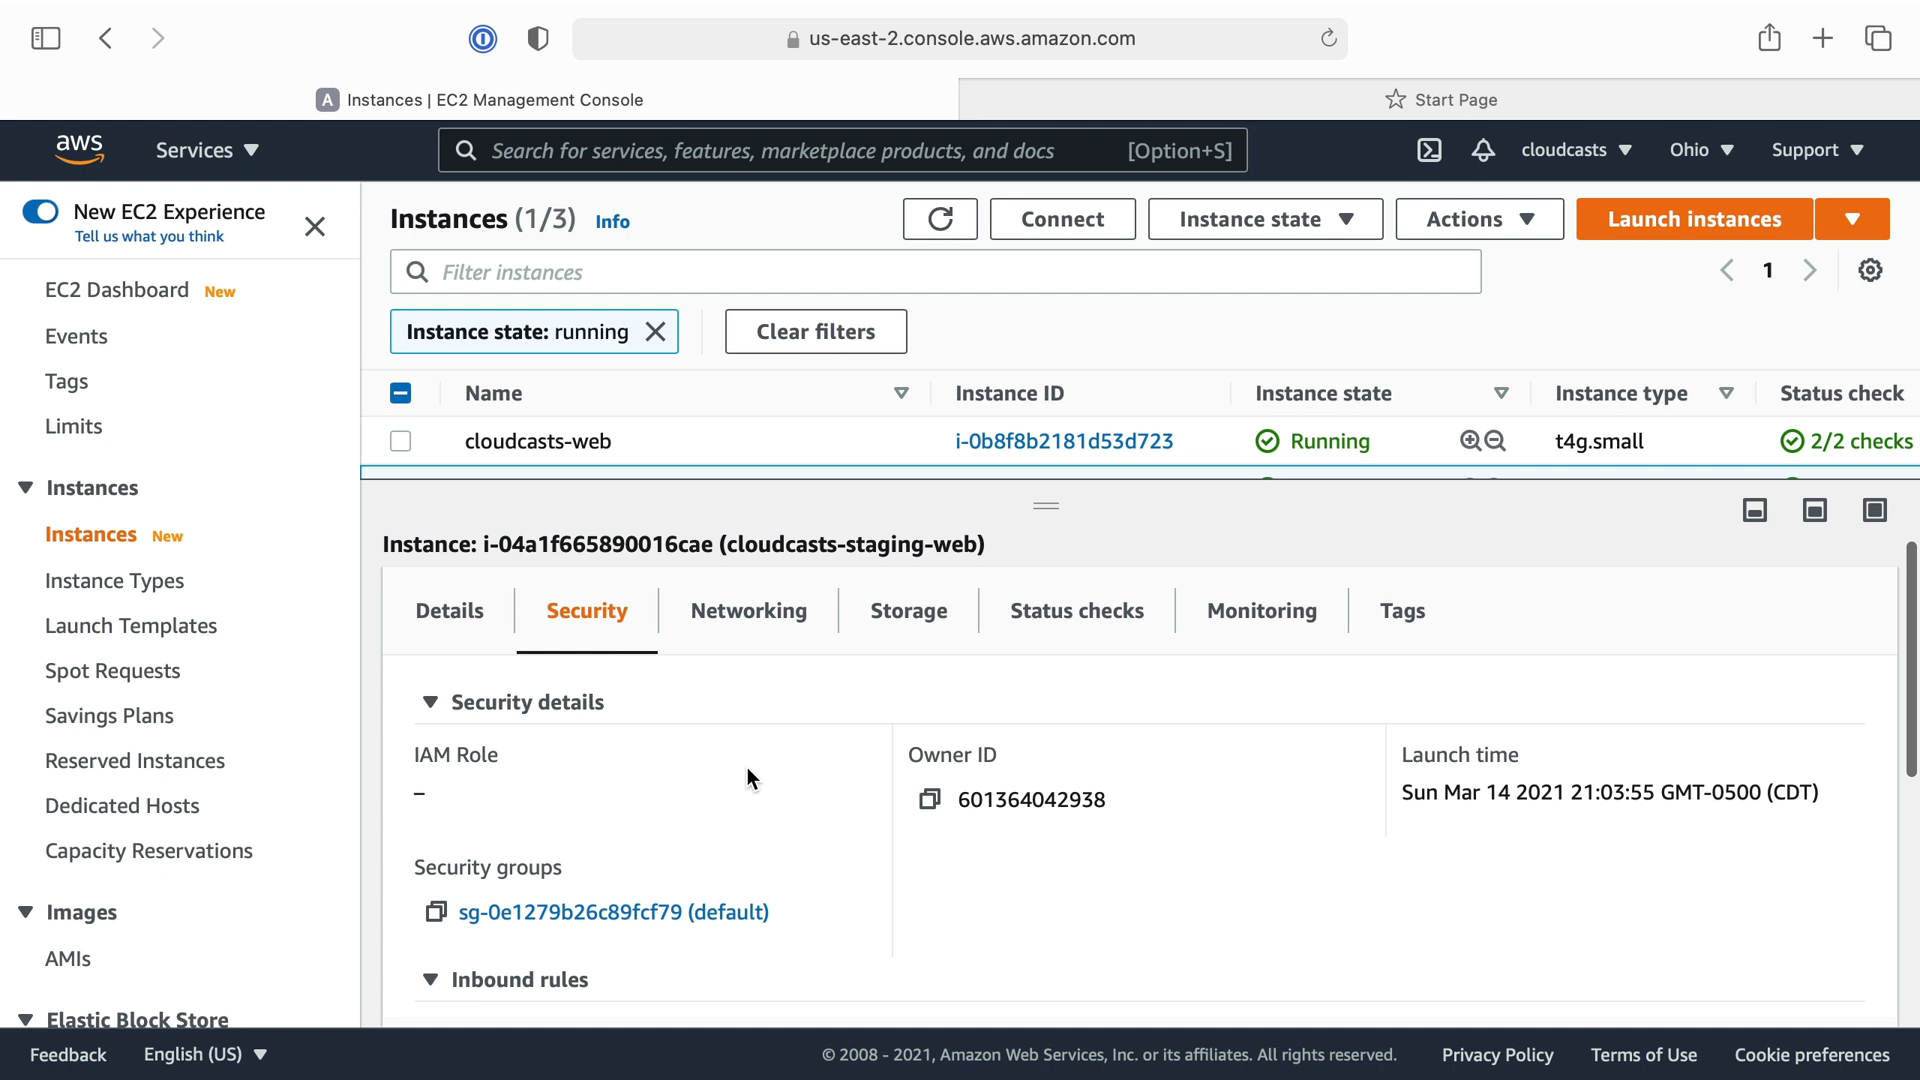 us-east-2.console.aws.amazon.com
A Instances | EC2 Management Console
Start Page
aws Services Search for services, features, marketplace products, and docs [Option+S] cloudcasts Ohio Support
New EC2 Experience
Tell us what you think
EC2 Dashboard New
Events
Tags
Limits
Instances
Instances New
Instance Types
Launch Templates
Spot Requests
Savings Plans
Reserved Instances
Dedicated Hosts
Capacity Reservations
Images
AMIs
Elastic Block Store
Instances (1/3) Info
Connect
Instance state
Actions
Launch instances
Filter instances
1
Instance state: running
Clear filters
Name Instance ID Instance state Instance type Status check
cloudcasts-web i-0b8f8b2181d53d723 Running t4g.small 2/2 checks
Instance: i-04a1f665890016cae (cloudcasts-staging-web)
Details Security Networking Storage Status checks Monitoring Tags
Security details
IAM Role
–
Owner ID
601364042938
Launch time
Sun Mar 14 2021 21:03:55 GMT-0500 (CDT)
Security groups
sg-0e1279b26c89fcf79 (default)
Inbound rules
Feedback English (US) © 2008 - 2021, Amazon Web Services, Inc. or its affiliates. All rights reserved. Privacy Policy Terms of Use Cookie preferences